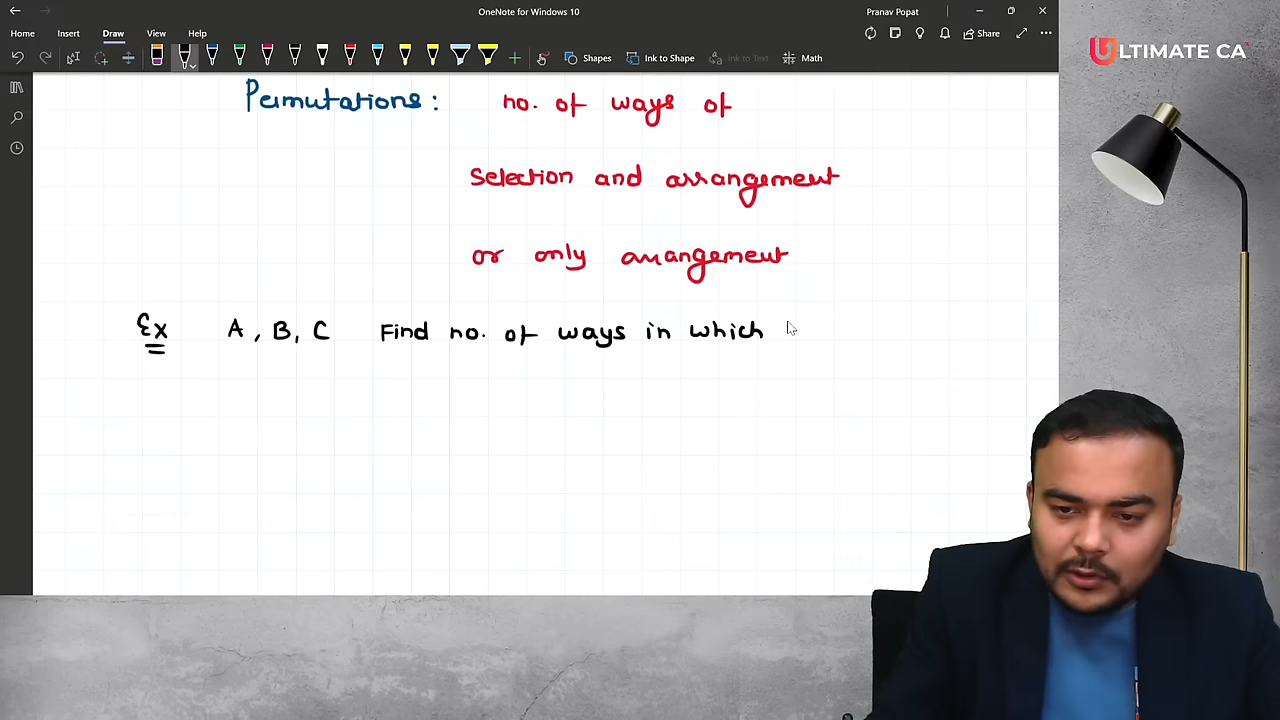 OneNote for Windows 10
Pranav Popat
Home Insert Draw View Help
Share
Shapes Ink to Shape Ink to Text Math
ULTIMATE CA
Permutations: no. of ways of
Selection and arrangement
or only arrangement
Ex A, B, C Find no. of ways in which